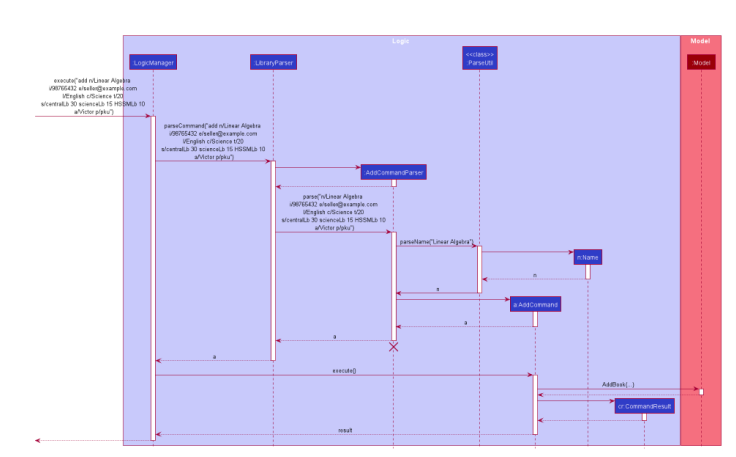 Logic
Model
:LogicManager
:LibraryParser
<<class>>
:ParseUtil
:Model
execute("add n/Linear Algebra
i/98765432 e/seller@example.com
l/English c/Science t/20
s/centralLb 30 scienceLb 15 HSSMLb 10
a/Victor p/pku")
parseCommand("add n/Linear Algebra
i/98765432 e/seller@example.com
l/English c/Science t/20
s/centralLb 30 scienceLb 15 HSSMLb 10
a/Victor p/pku")
:AddCommandParser
parse("n/Linear Algebra
i/98765432 e/seller@example.com
l/English c/Science t/20
s/centralLb 30 scienceLb 15 HSSMLb 10
a/Victor p/pku")
parseName("Linear Algebra")
n:Name
n
a:AddCommand
a
a
a
execute()
AddBook(...)
cr:CommandResult
result